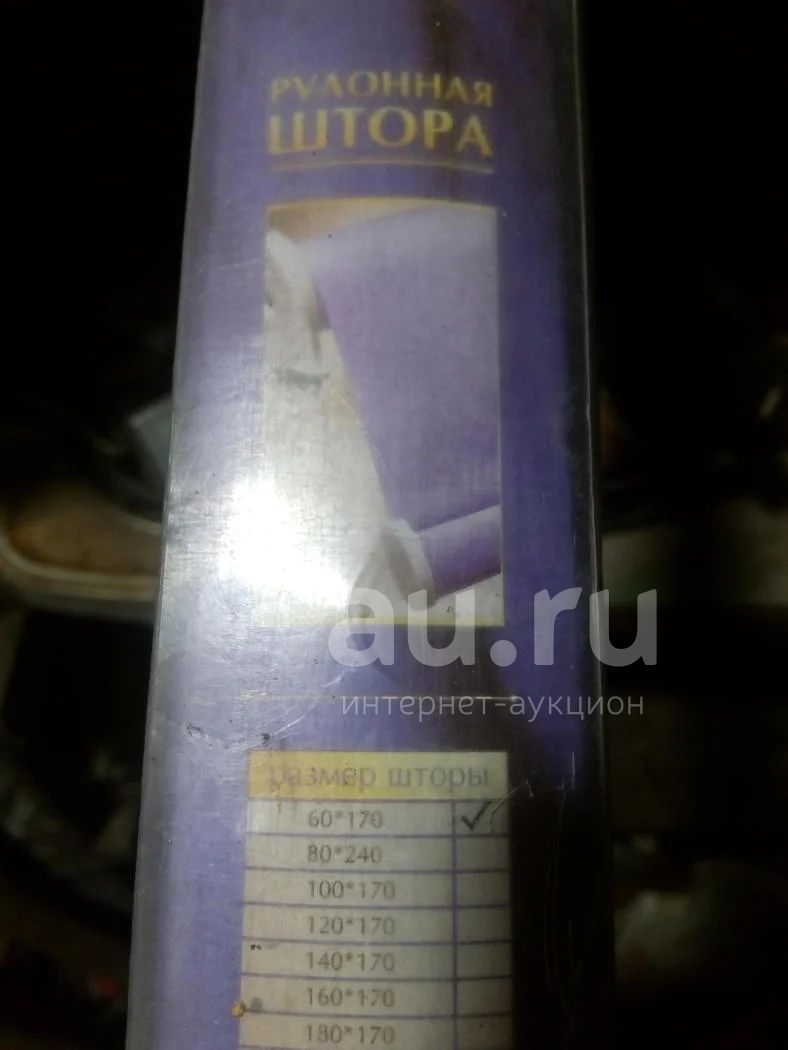 РУЛОННАЯ
ШТОРА
au.ru
интернет-аукцион
размер шторы
60*170 ✓
80*240
100*170
120*170
140*170
160*170
180*170